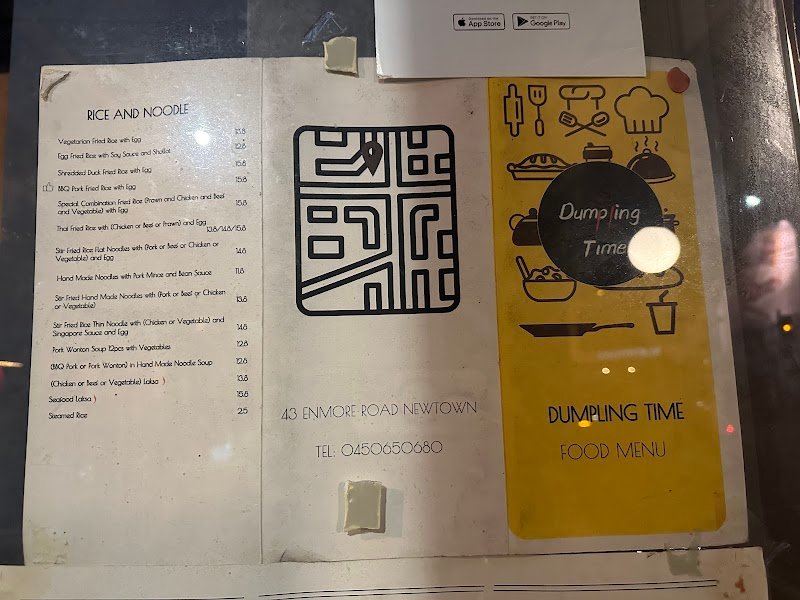 Download on the
App Store
GET IT ON
Google Play
RICE AND NOODLE
Vegetarian Fried Rice with Egg 13.8
Egg Fried Rice with Soy Sauce and Shallot 12.8
Shredded Duck Fried Rice with Egg 15.8
BBQ Pork Fried Rice with Egg 15.8
Special Combination Fried Rice (Prawn and Chicken and Beef 15.8
and Vegetable) with Egg
Thai Fried Rice with (Chicken or Beef or Prawn) and Egg
13.8/14.8/15.8
Stir Fried Rice Flat Noodles with (Pork or Beef or Chicken or 14.8
Vegetable) and Egg
Hand Made Noodles with Pork Mince and Bean Sauce 11.8
Stir Fried Hand Made Noodles with (Pork or Beef or Chicken 13.8
or Vegetable)
Stir Fried Rice Thin Noodle with (Chicken or Vegetable) and 14.8
Singapore Sauce and Egg
Pork Wonton Soup 12pcs with Vegetables 12.8
(BBQ Pork or Pork Wonton) in Hand Made Noodle Soup 12.8
(Chicken or Beef or Vegetable) Laksa 13.8
Seafood Laksa 15.8
Steamed Rice 2.5
43 ENMORE ROAD NEWTOWN
TEL: 0450650680
Dumpling
Time
DUMPLING TIME
FOOD MENU